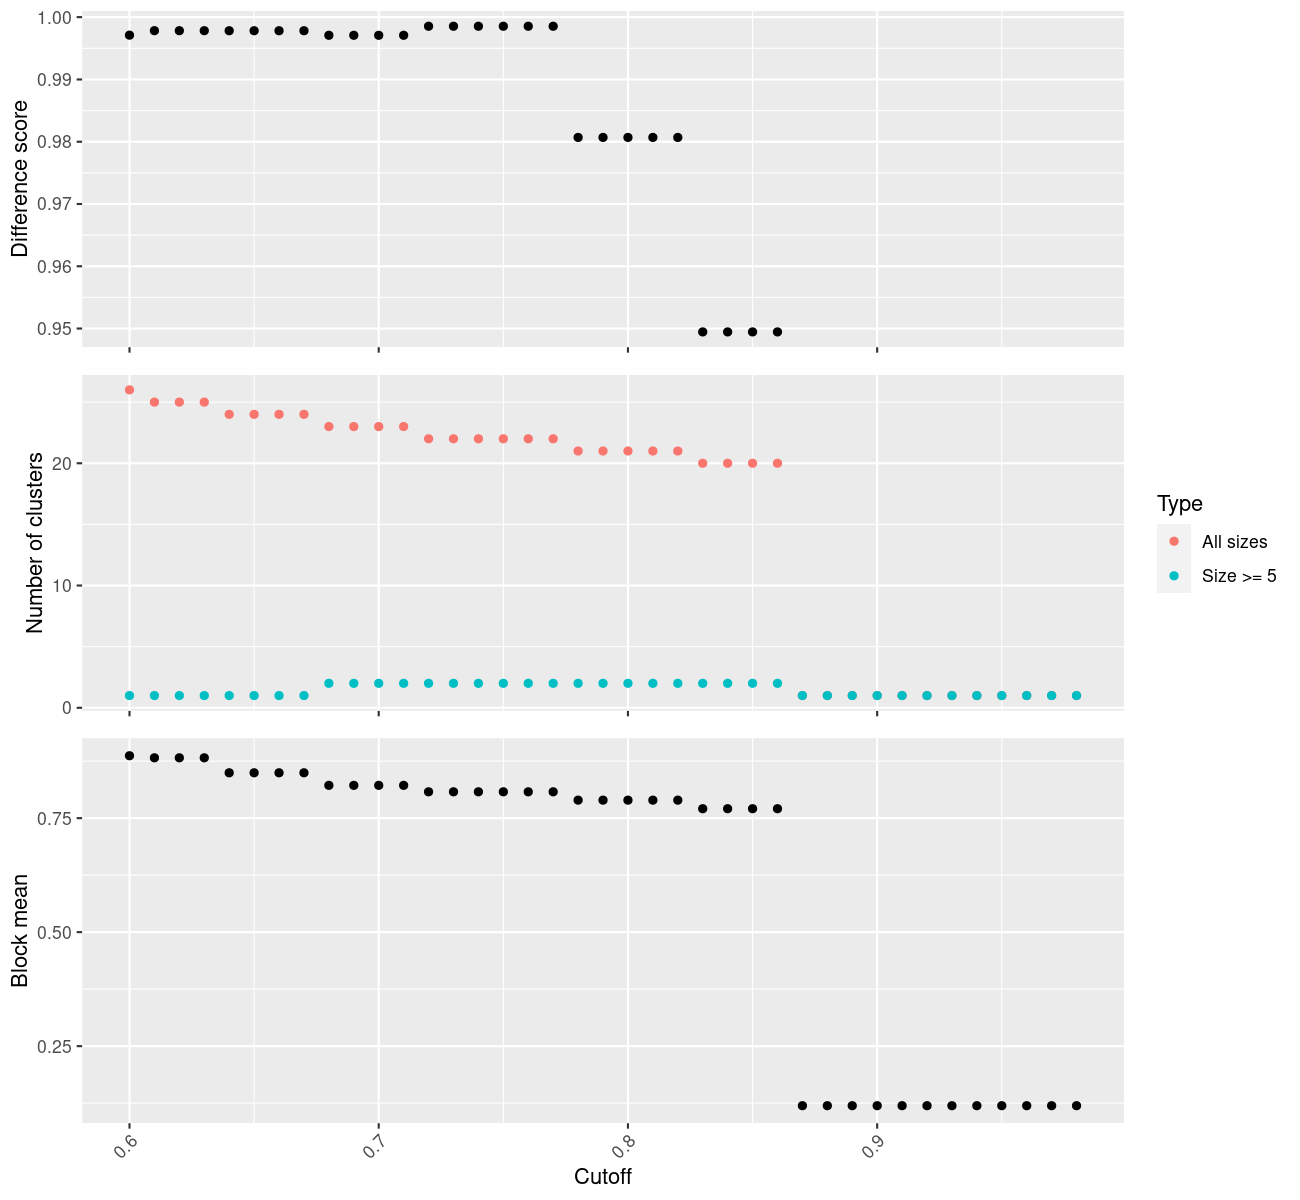 1.00
0.99
0.98
0.97
0.96
0.95
Difference score
20
10
0
Number of clusters
Type
All sizes
Size >= 5
0.75
0.50
0.25
Block mean
0.6
0.7
0.8
0.9
Cutoff